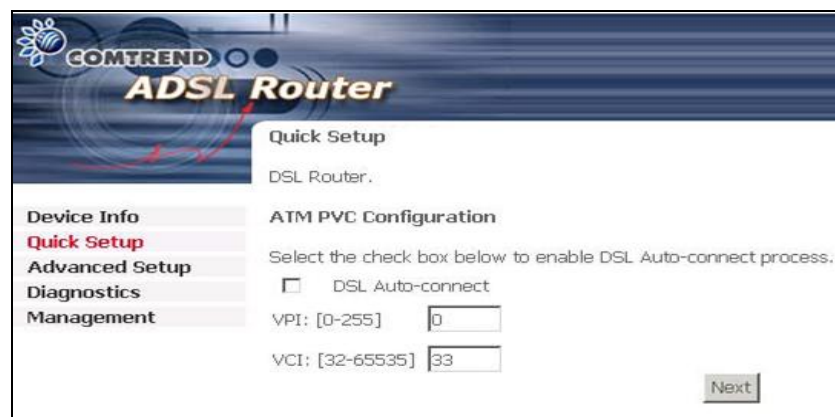 COMTREND
ADSL Router
Quick Setup
DSL Router.
Device Info
Quick Setup
Advanced Setup
Diagnostics
Management
ATM PVC Configuration
Select the check box below to enable DSL Auto-connect process.
DSL Auto-connect
VPI: [0-255] 0
VCI: [32-65535] 33
Next